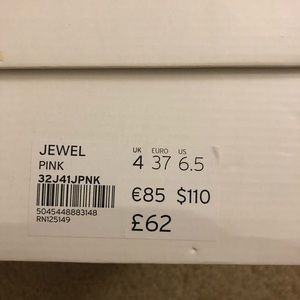 JEWEL
PINK
32J41JPNK
5045448883148
RN125149
UK EURO US
4 37 6.5
€85 $110
£62